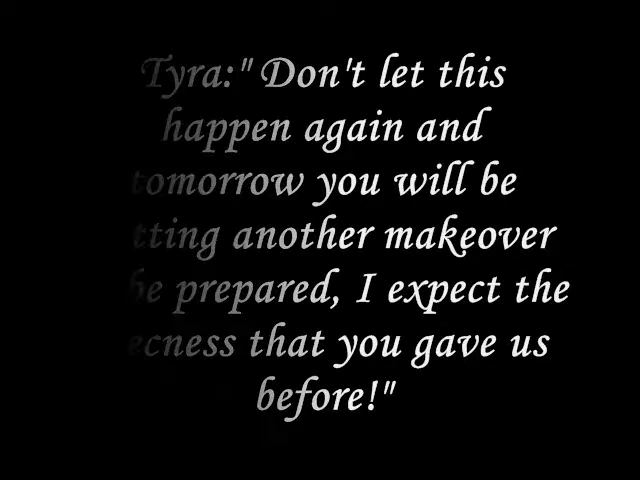 Tyra:" Don't let this
happen again and
tomorrow you will be
another makeover
be prepared, I expect the
that you gave us
before!"